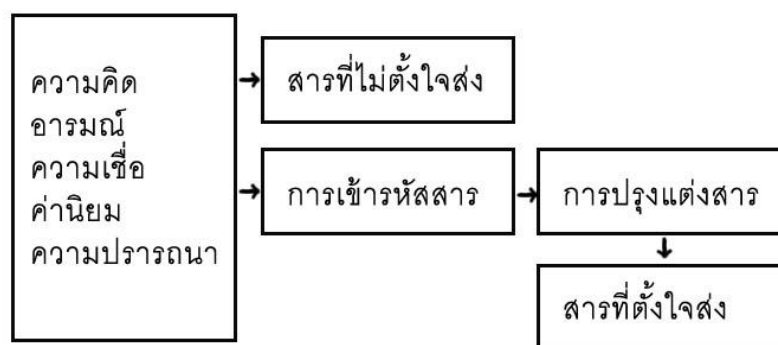 ความคิด
อารมณ์
ความเชื่อ
ค่านิยม
ความปรารถนา
สารที่ไม่ตั้งใจส่ง
การเข้ารหัสสาร
การปรุงแต่งสาร
สารที่ตั้งใจส่ง